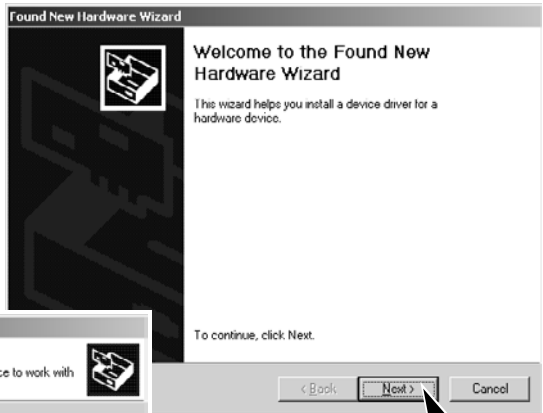 Found New Hardware Wizard
Welcome to the Found New
Hardware Wizard
This wizard helps you install a device driver for a
hardware device.
To continue, click Next.
ce to work with
< Back
Next >
Cancel